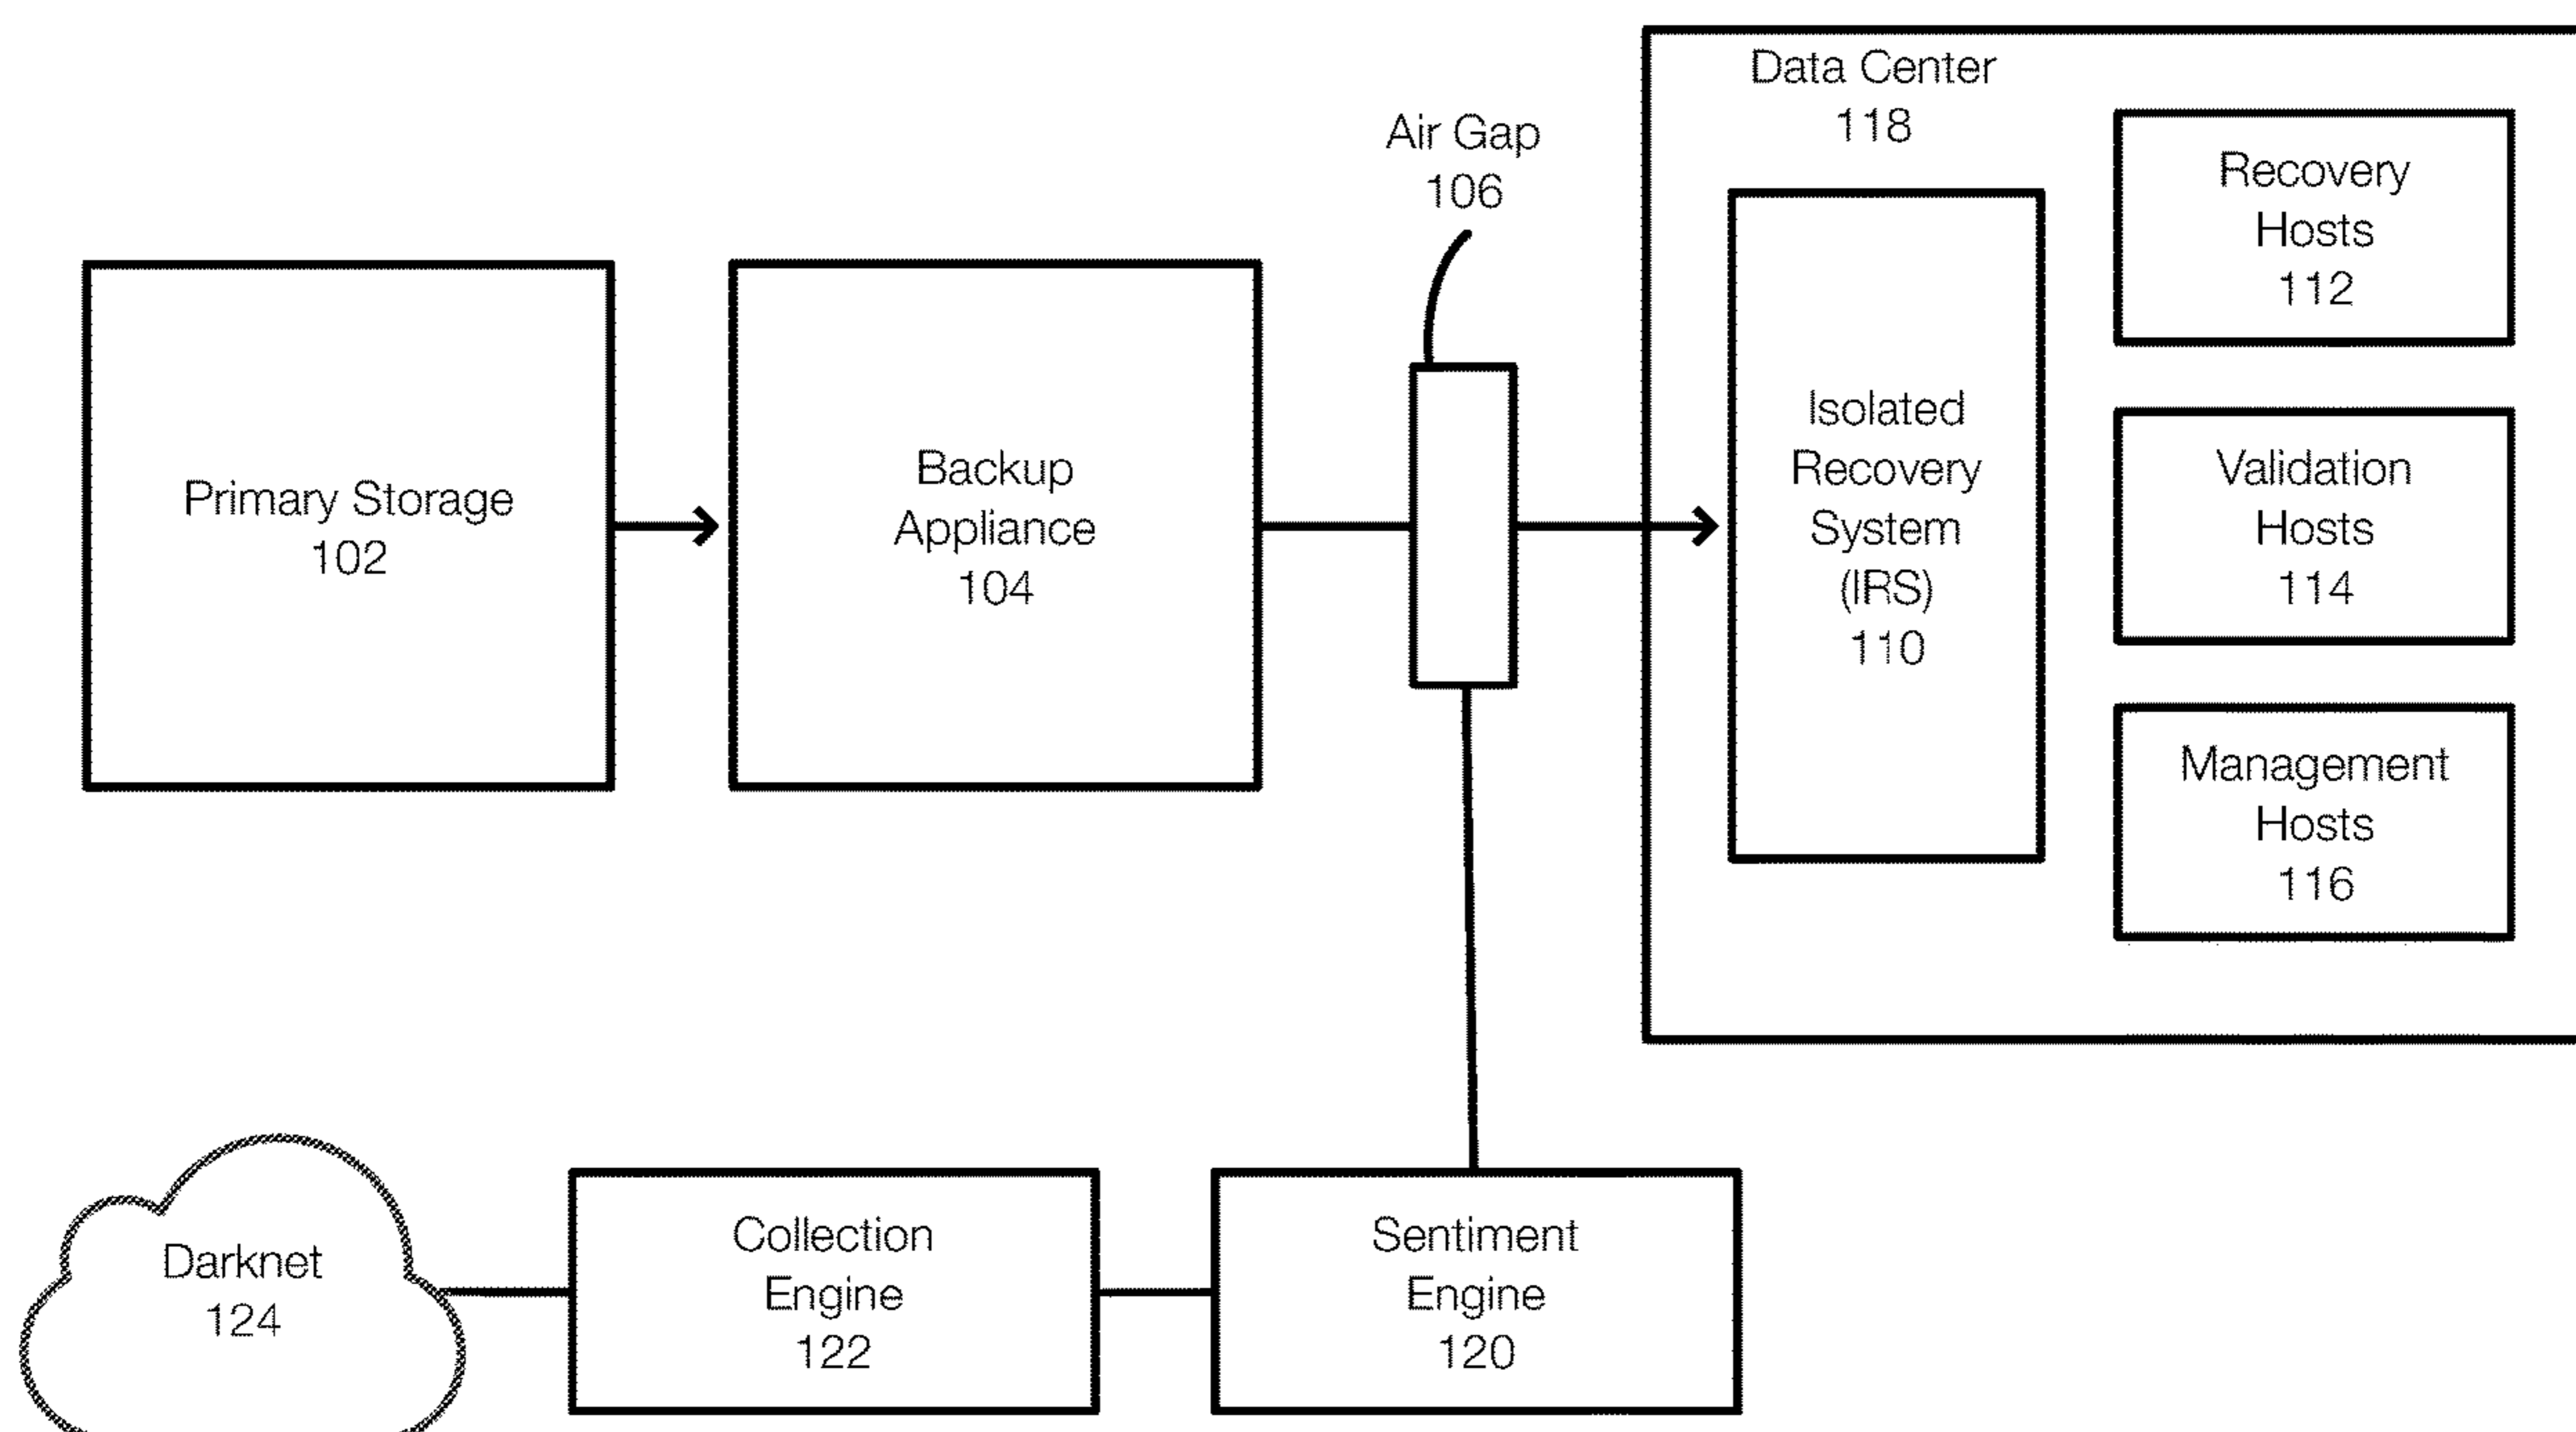 Data Center
118
Air Gap
106
Recovery
Hosts
112
Primary Storage
102
Backup
Appliance
104
Isolated
Recovery
System
(IRS)
110
Validation
Hosts
114
Management
Hosts
116
Darknet
124
Collection
Engine
122
Sentiment
Engine
120